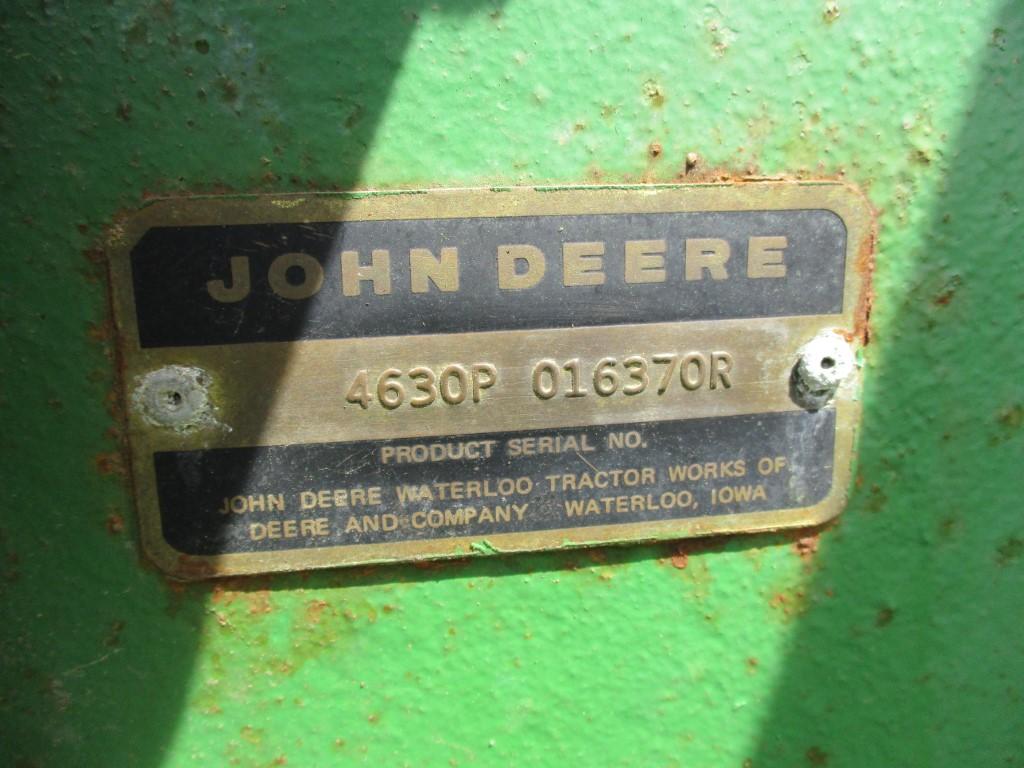 JOHN DEERE
4630P 016370R
PRODUCT SERIAL NO.
JOHN DEERE WATERLOO TRACTOR WORKS OF
DEERE AND COMPANY WATERLOO, IOWA